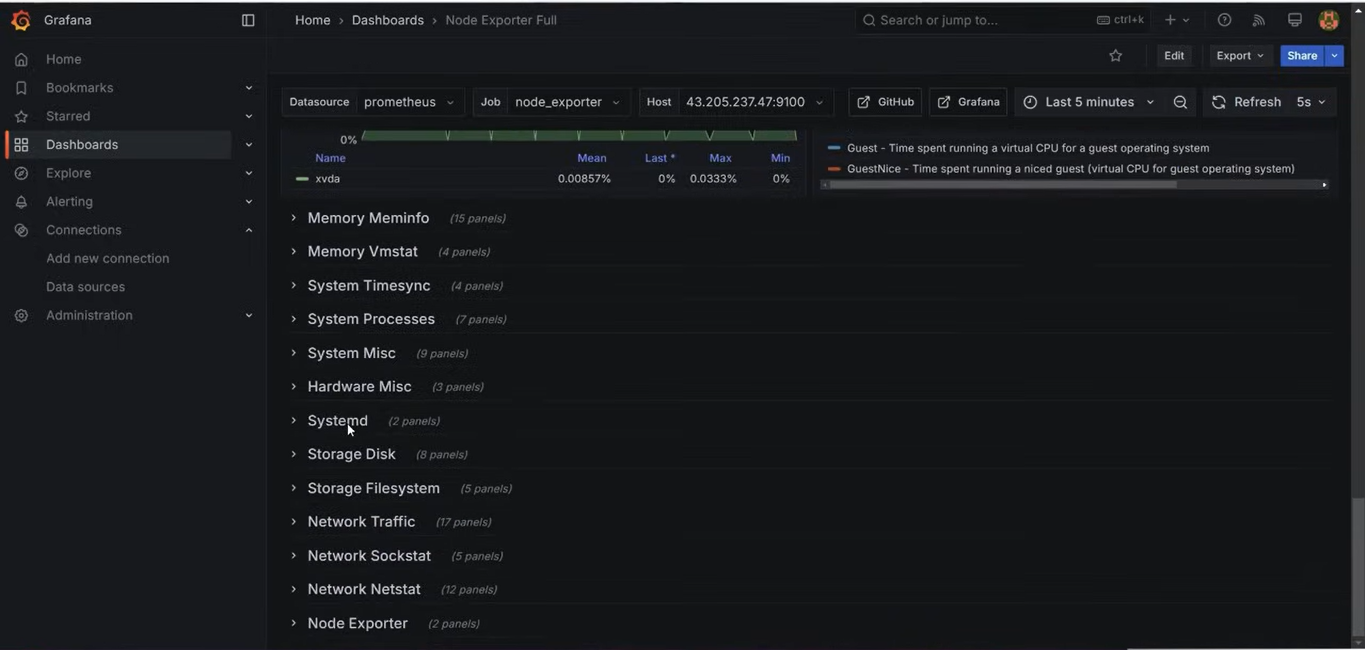 Grafana
Home › Dashboards › Node Exporter Full
Search or jump to...
ctrl+k
Edit
Export
Share
Home
Bookmarks
Starred
Dashboards
Explore
Alerting
Connections
Add new connection
Data sources
Administration
Datasource prometheus
Job node_exporter
Host 43.205.237.47:9100
GitHub
Grafana
Last 5 minutes
Refresh 5s
0%
Name Mean Last * Max Min
xvda 0.00857% 0% 0.0333% 0%
Guest - Time spent running a virtual CPU for a guest operating system
GuestNice - Time spent running a niced guest (virtual CPU for guest operating system)
Memory Meminfo (15 panels)
Memory Vmstat (4 panels)
System Timesync (4 panels)
System Processes (7 panels)
System Misc (9 panels)
Hardware Misc (3 panels)
Systemd (2 panels)
Storage Disk (8 panels)
Storage Filesystem (5 panels)
Network Traffic (17 panels)
Network Sockstat (5 panels)
Network Netstat (12 panels)
Node Exporter (2 panels)